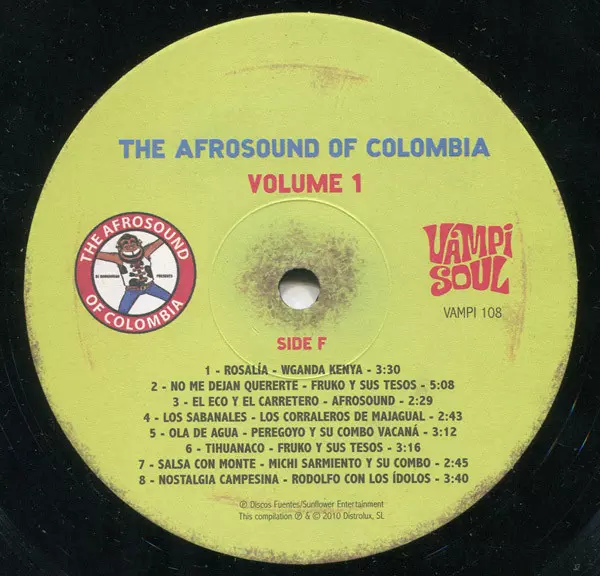 THE AFROSOUND OF COLOMBIA
VOLUME 1
THE AFROSOUND
OF COLOMBIA
VAMPI
SOUL
VAMPI 108
SIDE F
1 - ROSALÍA - WGANDA KENYA - 3:30
2 - NO ME DEJAN QUERERTE - FRUKO Y SUS TESOS - 5:08
3 - EL ECO Y EL CARRETERO - AFROSOUND - 2:29
4 - LOS SABANALES - LOS CORRALEROS DE MAJAGUAL - 2:43
5 - OLA DE AGUA - PEREGOYO Y SU COMBO VACANÁ - 3:12
6 - TIHUANACO - FRUKO Y SUS TESOS - 3:16
7 - SALSA CON MONTE - MICHI SARMIENTO Y SU COMBO - 2:45
8 - NOSTALGIA CAMPESINA - RODOLFO CON LOS ÍDOLOS - 3:40
℗ Discos Fuentes/Sunflower Entertainment
This compilation ℗ & © 2010 Distrolux, SL